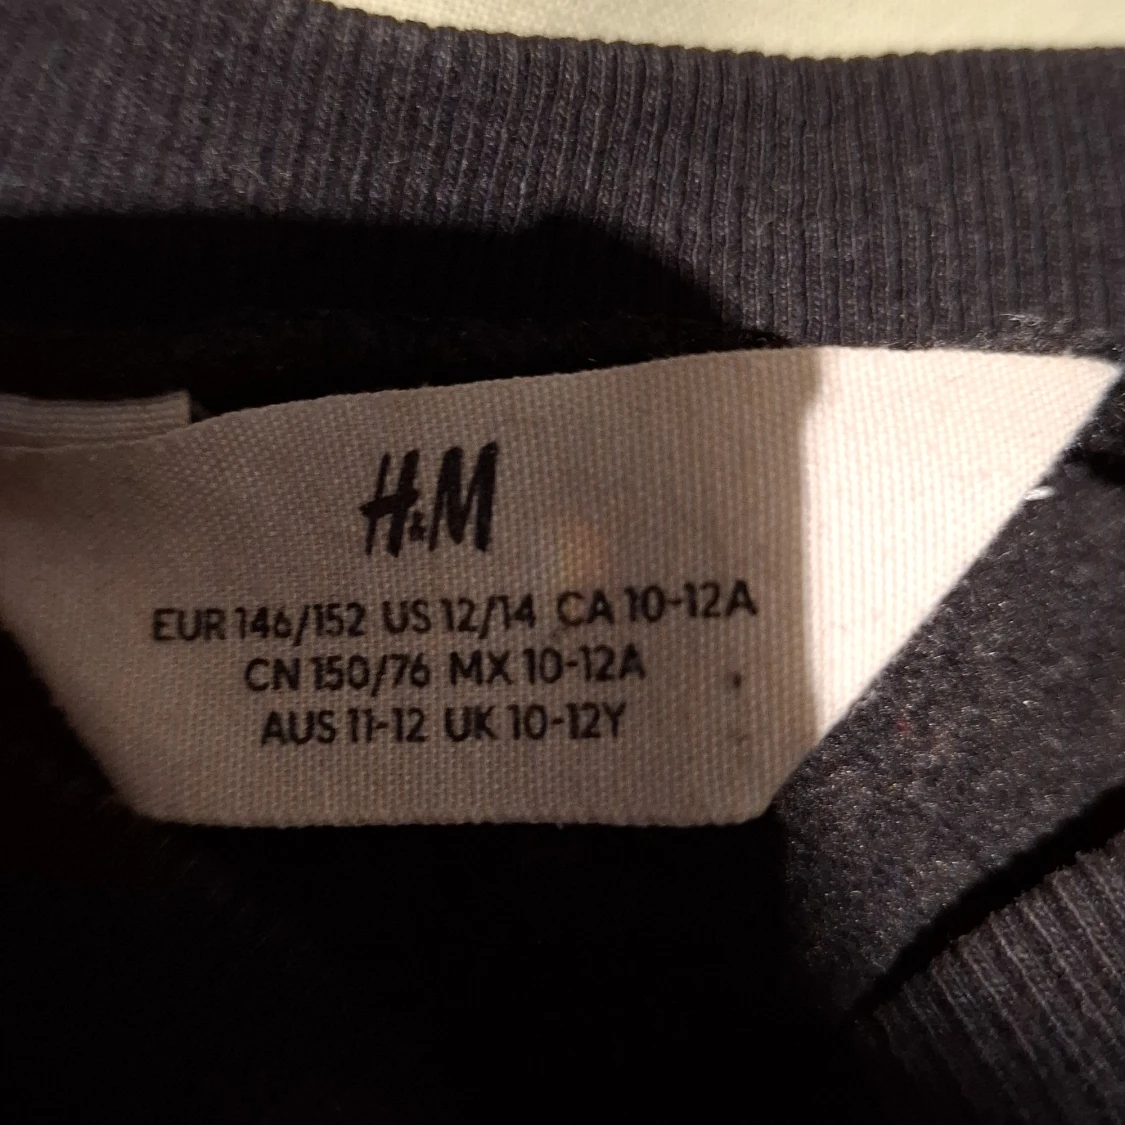 H&M
EUR 146/152 US 12/14 CA 10-12A
CN 150/76 MX 10-12A
AUS 11-12 UK 10-12Y